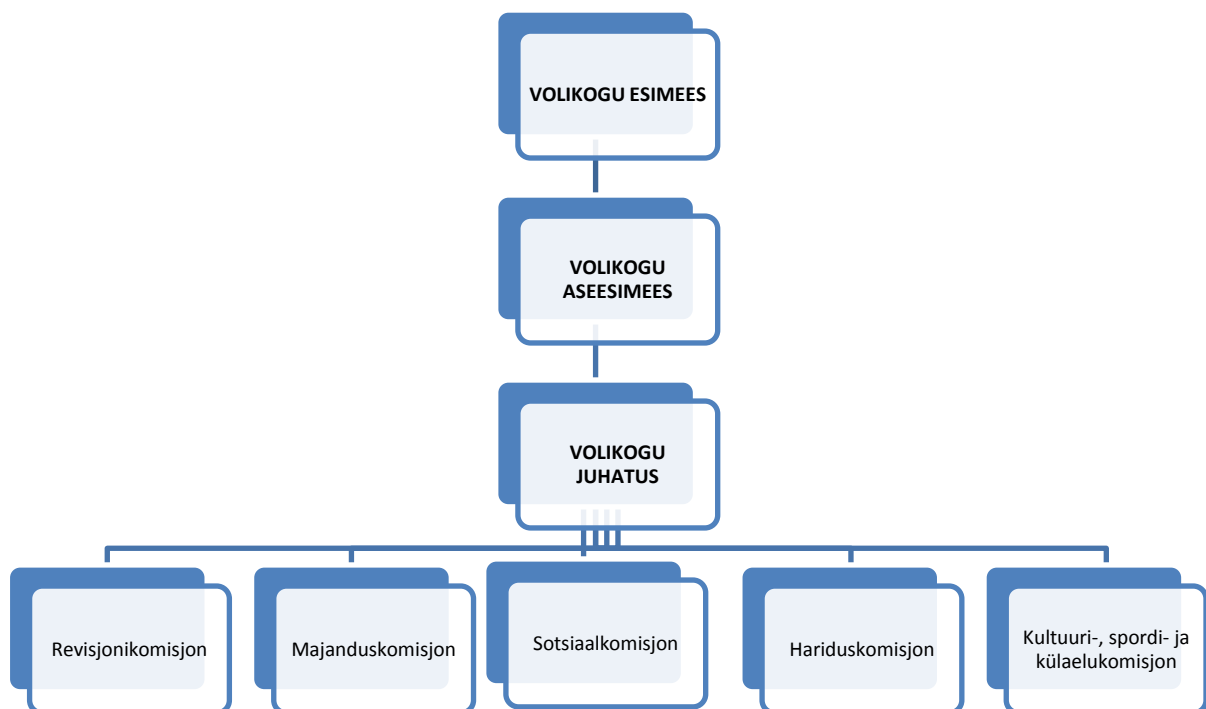 VOLIKOGU ESIMEES
VOLIKOGU
ASEESIMEES
VOLIKOGU
JUHATUS
Revisjonikomisjon
Majanduskomisjon
Sotsiaalkomisjon
Hariduskomisjon
Kultuuri-, spordi- ja
külaelukomisjon